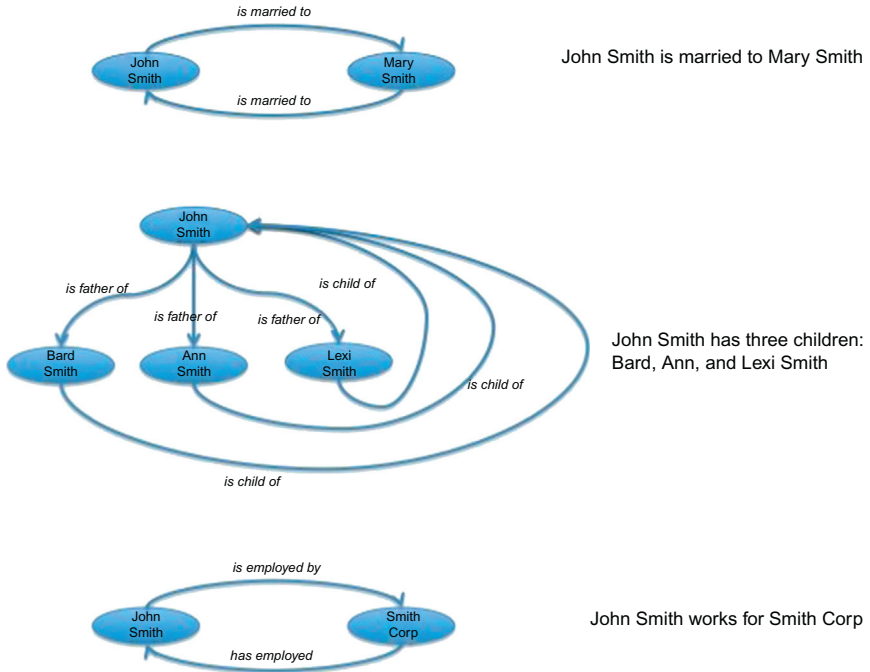 is married to
John
Smith
Mary
Smith
John Smith is married to Mary Smith
is married to
John
Smith
is child of
is father of
is father of
is father of
John Smith has three children:
Bard, Ann, and Lexi Smith
Bard
Smith
Ann
Smith
Lexi
Smith
is child of
is child of
is employed by
John
Smith
Smith
Corp
John Smith works for Smith Corp
has employed